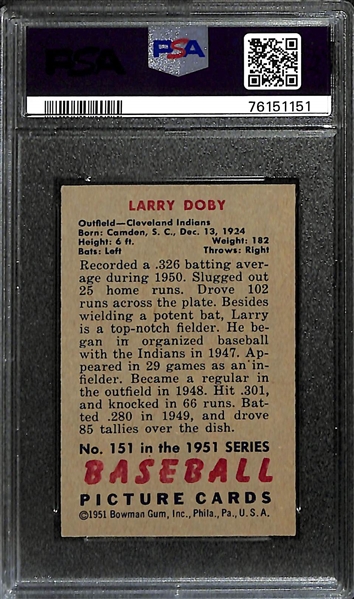 PSA
PSA
76151151
LARRY DOBY
Outfield—Cleveland Indians
Born: Camden, S. C., Dec. 13, 1924
Height: 6 ft. Weight: 182
Bats: Left Throws: Right
Recorded a .326 batting aver-
age during 1950. Slugged out
25 home runs. Drove 102
runs across the plate. Besides
wielding a potent bat, Larry
is a top-notch fielder. He be-
gan in organized baseball
with the Indians in 1947. Ap-
peared in 29 games as an in-
fielder. Became a regular in
the outfield in 1948. Hit .301,
and knocked in 66 runs. Bat-
ted .280 in 1949, and drove
85 tallies over the dish.
No. 151 in the 1951 SERIES
BASEBALL
PICTURE CARDS
©1951 Bowman Gum, Inc., Phila., Pa., U. S. A.